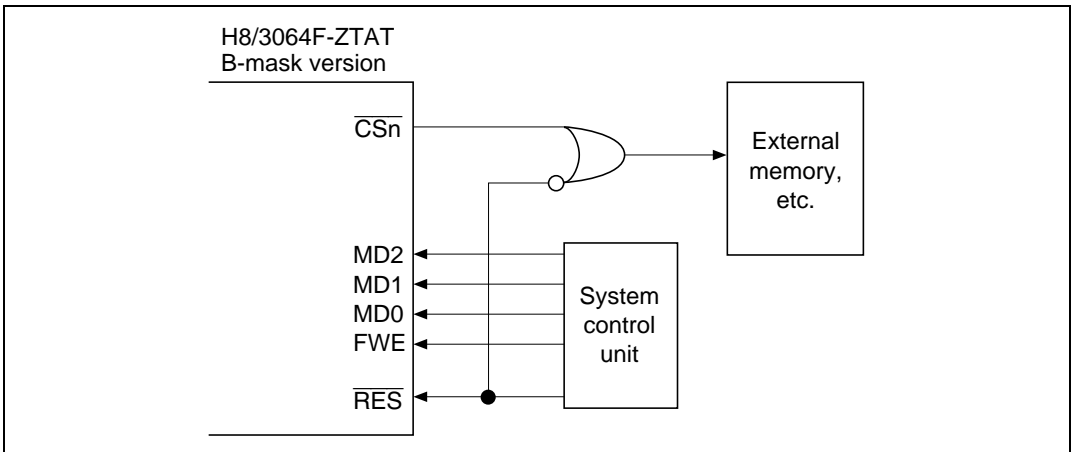 H8/3064F-ZTAT
B-mask version
CSn
External
memory,
etc.
MD2
MD1
MD0
FWE
RES
System
control
unit